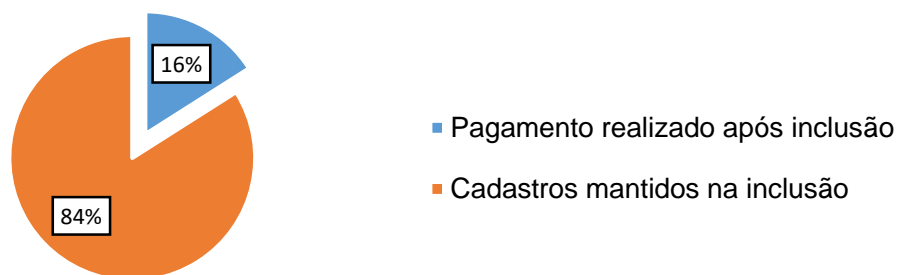 16%
84%
Pagamento realizado após inclusão
Cadastros mantidos na inclusão